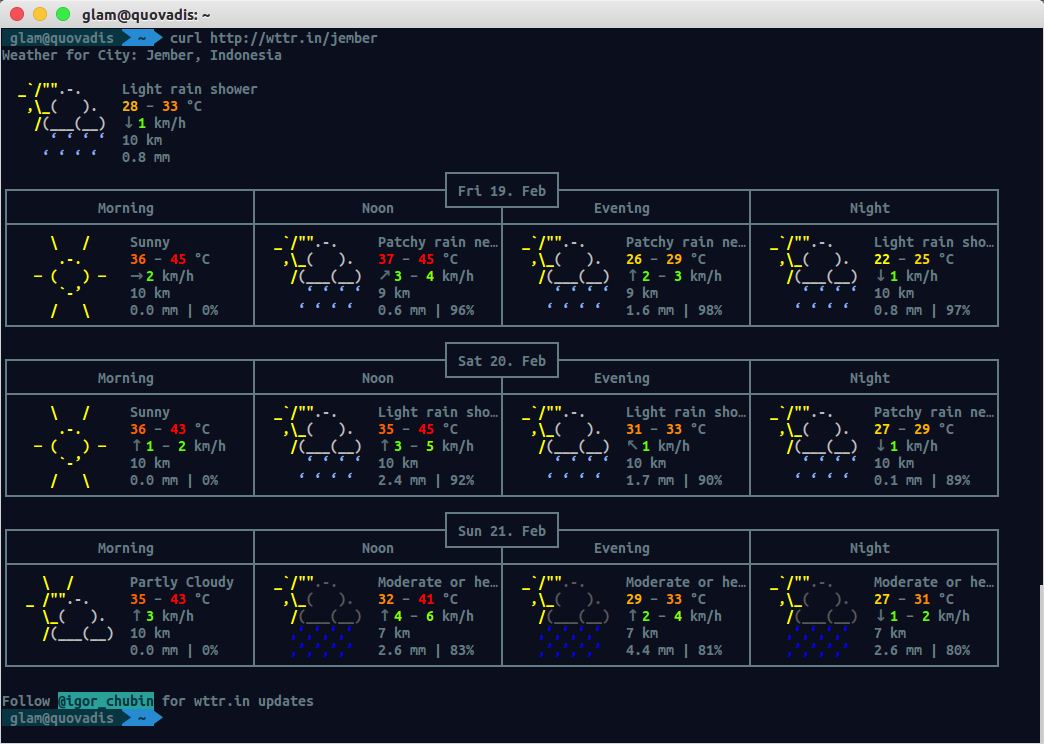 glam@quovadis: ~
glam@quovadis ~ curl http://wttr.in/jember
Weather for City: Jember, Indonesia
Light rain shower
28 – 33 °C
↓ 1 km/h
10 km
0.8 mm
Fri 19. Feb
Morning Noon Evening Night
Sunny Patchy rain ne… Patchy rain ne… Light rain sho…
36 – 45 °C 37 – 45 °C 26 – 29 °C 22 – 25 °C
→ 2 km/h ↗ 3 – 4 km/h ↑ 2 – 3 km/h ↓ 1 km/h
10 km 9 km 9 km 10 km
0.0 mm | 0% 0.6 mm | 96% 1.6 mm | 98% 0.8 mm | 97%
Sat 20. Feb
Morning Noon Evening Night
Sunny Light rain sho… Light rain sho… Patchy rain ne…
36 – 43 °C 35 – 45 °C 31 – 33 °C 27 – 29 °C
↑ 1 – 2 km/h ↑ 3 – 5 km/h ↖ 1 km/h ↓ 1 km/h
10 km 10 km 10 km 10 km
0.0 mm | 0% 2.4 mm | 92% 1.7 mm | 90% 0.1 mm | 89%
Sun 21. Feb
Morning Noon Evening Night
Partly Cloudy Moderate or he… Moderate or he… Moderate or he…
35 – 43 °C 32 – 41 °C 29 – 33 °C 27 – 31 °C
↑ 3 km/h ↑ 4 – 6 km/h ↑ 2 – 4 km/h ↓ 1 – 2 km/h
10 km 7 km 7 km 7 km
0.0 mm | 0% 2.6 mm | 83% 4.4 mm | 81% 2.6 mm | 80%
Follow @igor_chubin for wttr.in updates
glam@quovadis ~